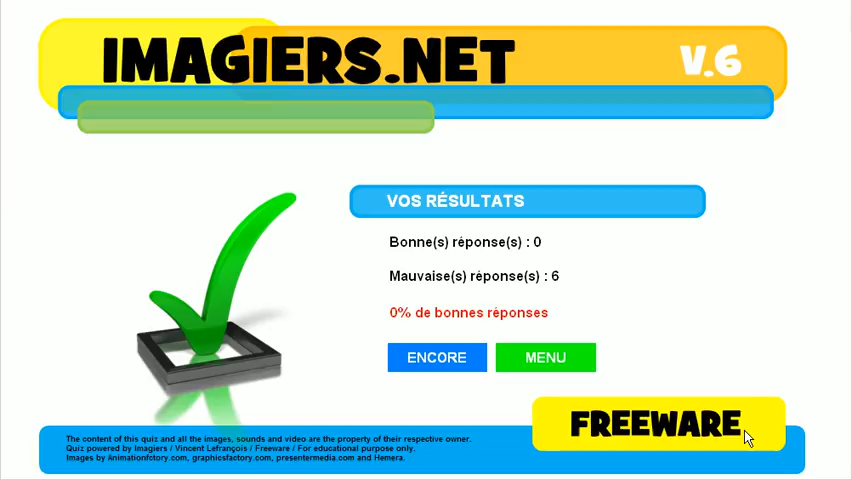 IMAGIERS.NET
V.6
VOS RÉSULTATS
Bonne(s) réponse(s) : 0
Mauvaise(s) réponse(s) : 6
0% de bonnes réponses
ENCORE
MENU
FREEWARE
The content of this quiz and all the images, sounds and video are the property of their respective owner.
Quiz powered by Imagiers / Vincent Lefrançois / Freeware / For educational purpose only.
Images by Animationfctory.com, graphicsfactory.com, presentermedia.com and Hemera.